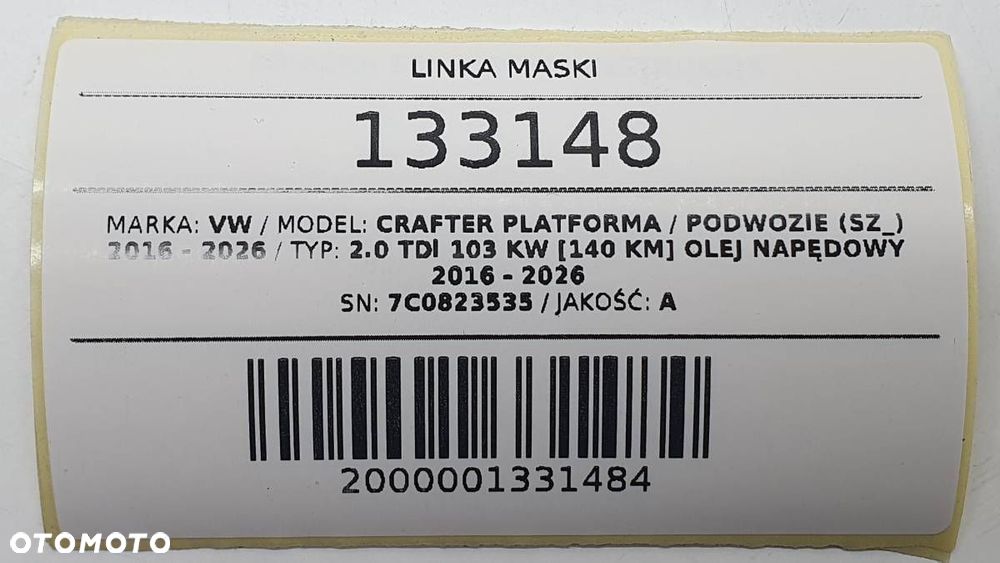 LINKA MASKI
133148
MARKA: VW / MODEL: CRAFTER PLATFORMA / PODWOZIE (SZ_)
2016 - 2026 / TYP: 2.0 TDI 103 KW [140 KM] OLEJ NAPĘDOWY
2016 - 2026
SN: 7C0823535 / JAKOŚĆ: A
2000001331484
OTOMOTO